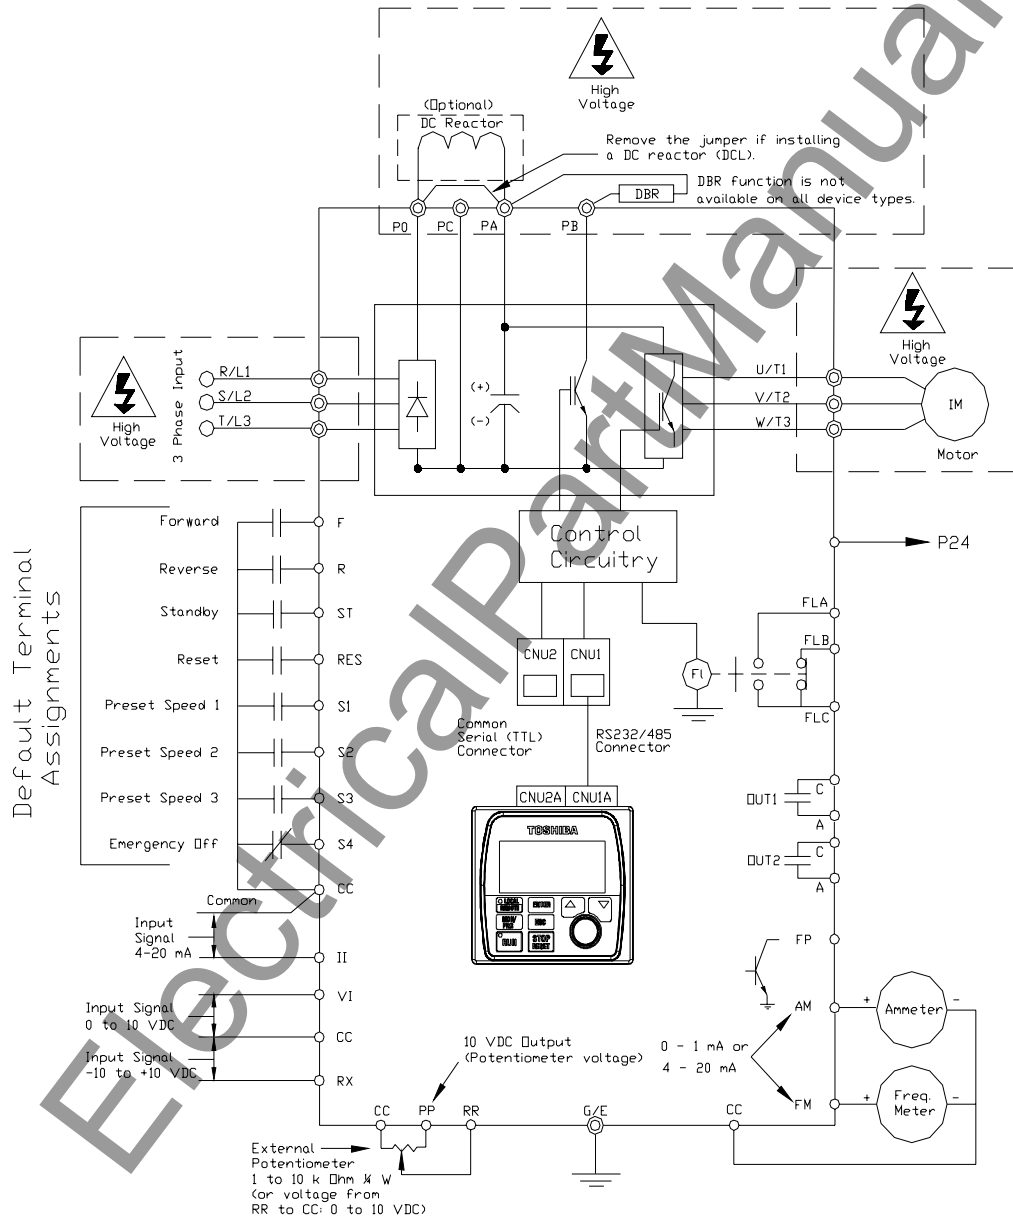 High
Voltage
(Optional)
DC Reactor
Remove the jumper if installing
a DC reactor (DCL).
DBR
DBR function is not
available on all device types.
PO
PC
PA
PB
High
Voltage
3 Phase Input
R/L1
S/L2
T/L3
High
Voltage
(+)
(-)
U/T1
V/T2
W/T3
IM
Motor
Default Terminal
Assignments
Forward
F
Reverse
R
Standby
ST
Reset
RES
Preset Speed 1
S1
Preset Speed 2
S2
Preset Speed 3
S3
Emergency Off
S4
CC
Common
Control
Circuitry
P24
FLA
FLB
FLC
Fl
CNU2
CNU1
Common
Serial (TTL)
Connector
RS232/485
Connector
CNU2A
CNU1A
TOSHIBA
LOCAL
REMOTE
ENTER
MON/
PRG
ESC
RUN
STOP
RESET
OUT1
C
A
OUT2
C
A
Input
Signal
4-20 mA
II
Input Signal
0 to 10 VDC
VI
CC
Input Signal
-10 to +10 VDC
RX
FP
AM
+
Ammeter
-
0 - 1 mA or
4 - 20 mA
FM
+
Freq.
Meter
-
10 VDC Output
(Potentiometer voltage)
CC
PP
RR
G/E
CC
External
Potentiometer
1 to 10 k Ohm ¼ W
(or voltage from
RR to CC: 0 to 10 VDC)